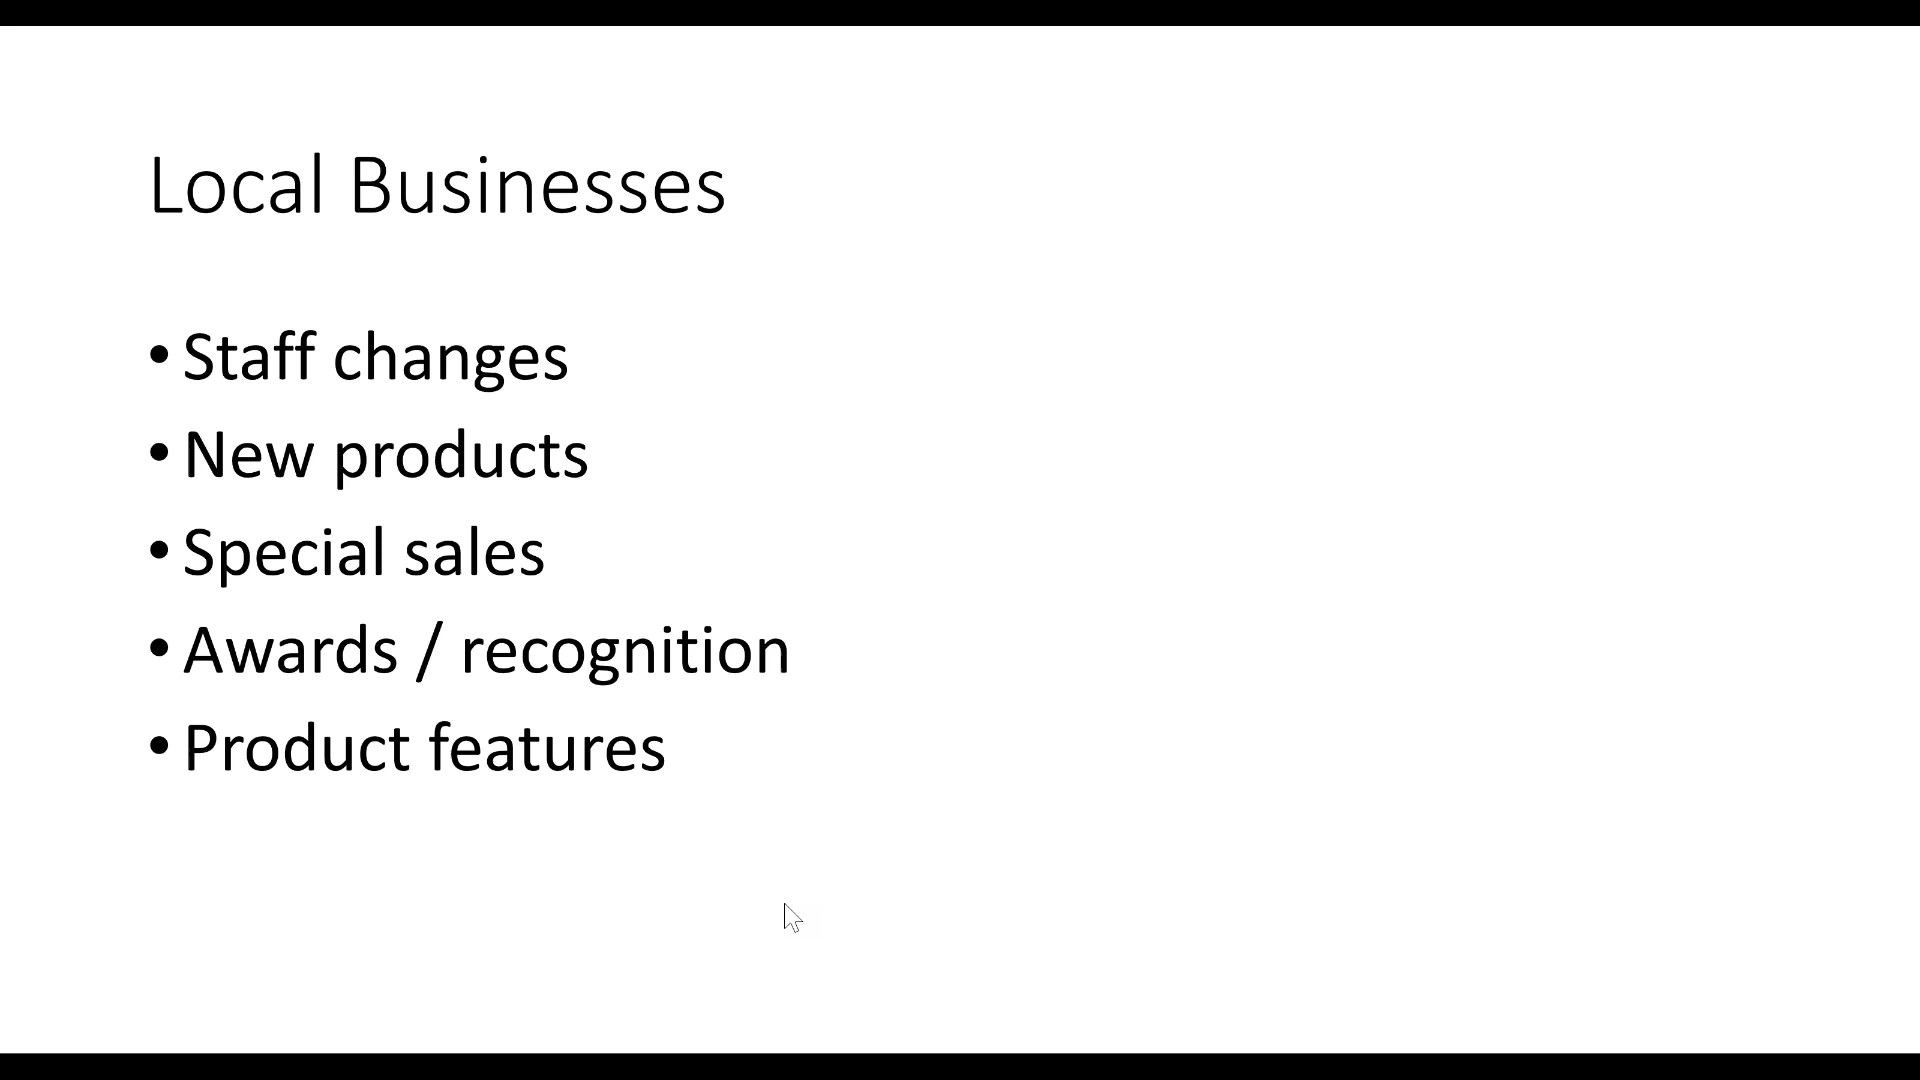 Local Businesses
• Staff changes
• New products
• Special sales
• Awards / recognition
• Product features